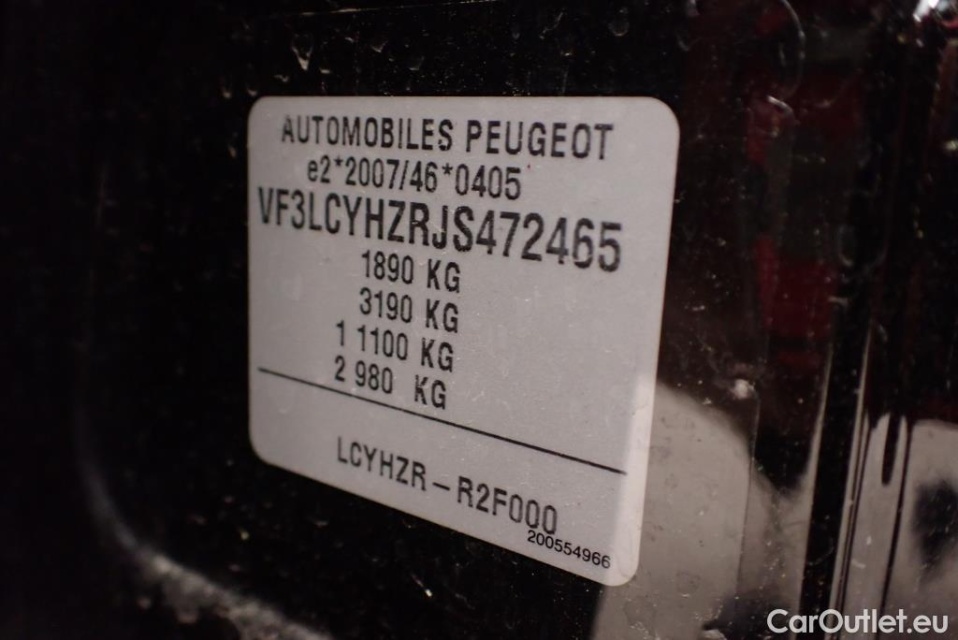 AUTOMOBILES PEUGEOT
e2*2007/46*0405
VF3LCYHZRJS472465
1890 KG
3190 KG
1 1100 KG
2 980 KG
LCYHZR-R2F000
200554966
CarOutlet.eu